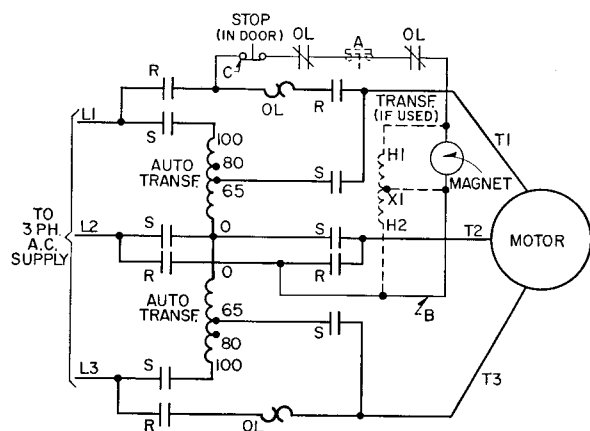 STOP
(IN DOOR)
OL
A
OL
C
R
OL
R
TRANSF.
(IF USED)
L1
S
100
80
65
AUTO
TRANSF.
S
H1
X1
H2
MAGNET
T1
TO
3 PH.
A.C.
SUPPLY
L2
S
0
S
T2
MOTOR
R
0
R
AUTO
TRANSF.
65
80
100
S
B
L3
S
T3
R
OL